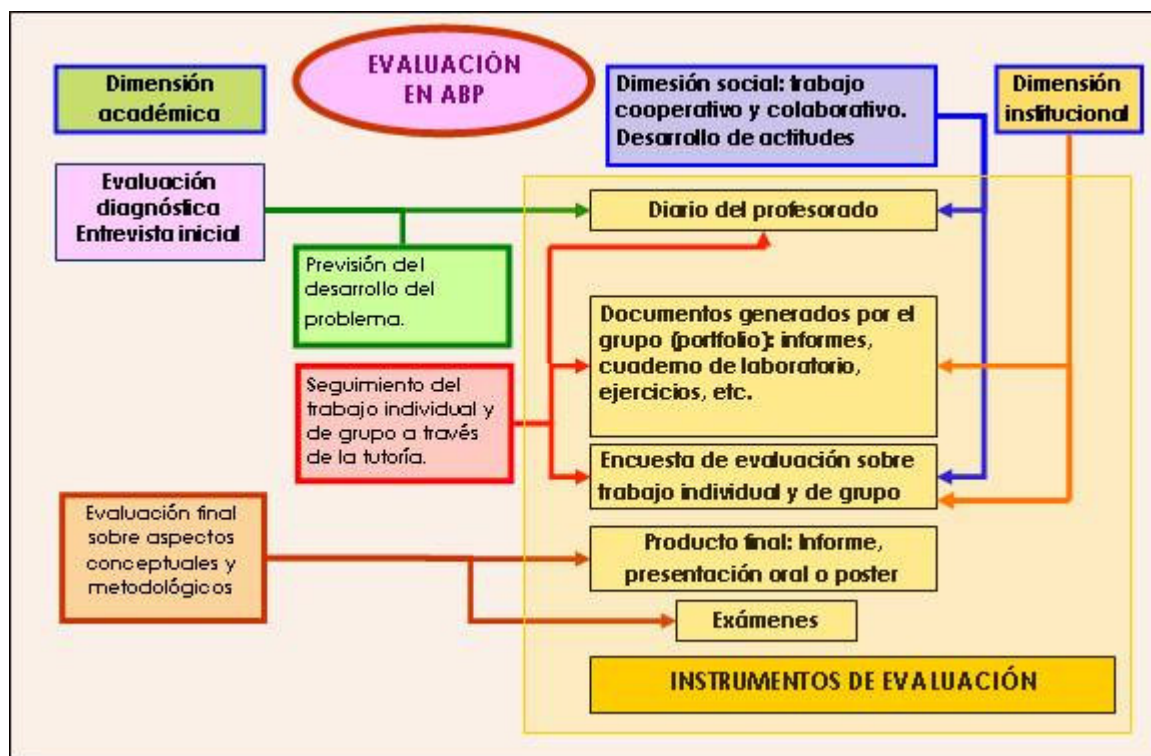 EVALUACIÓN
EN ABP
Dimensión
académica
Dimesión social: trabajo
cooperativo y colaborativo.
Desarrollo de actitudes
Dimensión
institucional
Evaluación
diagnóstica
Entrevista inicial
Diario del profesorado
Previsión del
desarrollo del
problema.
Documentos generados por el
grupo (portfolio): informes,
cuaderno de laboratorio,
ejercicios, etc.
Seguimiento del
trabajo individual y
de grupo a través
de la tutoría.
Encuesta de evaluación sobre
trabajo individual y de grupo
Evaluación final
sobre aspectos
conceptuales y
metodológicos
Producto final: Informe,
presentación oral o poster
Exámenes
INSTRUMENTOS DE EVALUACIÓN